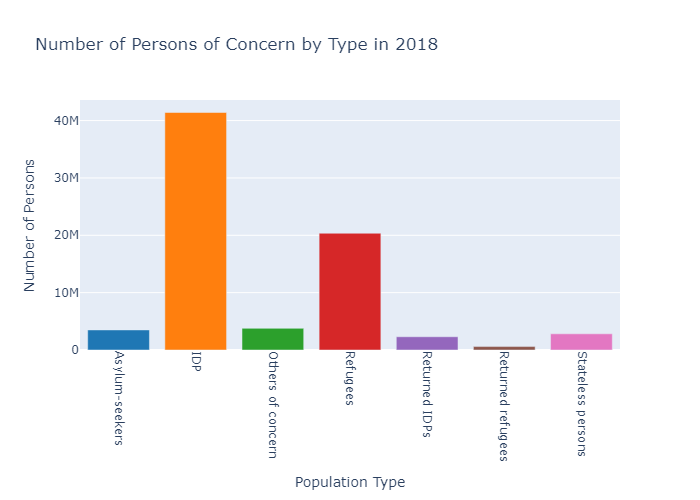 Number of Persons of Concern by Type in 2018
Number of Persons
40M
30M
20M
10M
0
Asylum-seekers
IDP
Others of concern
Refugees
Returned IDPs
Returned refugees
Stateless persons
Population Type